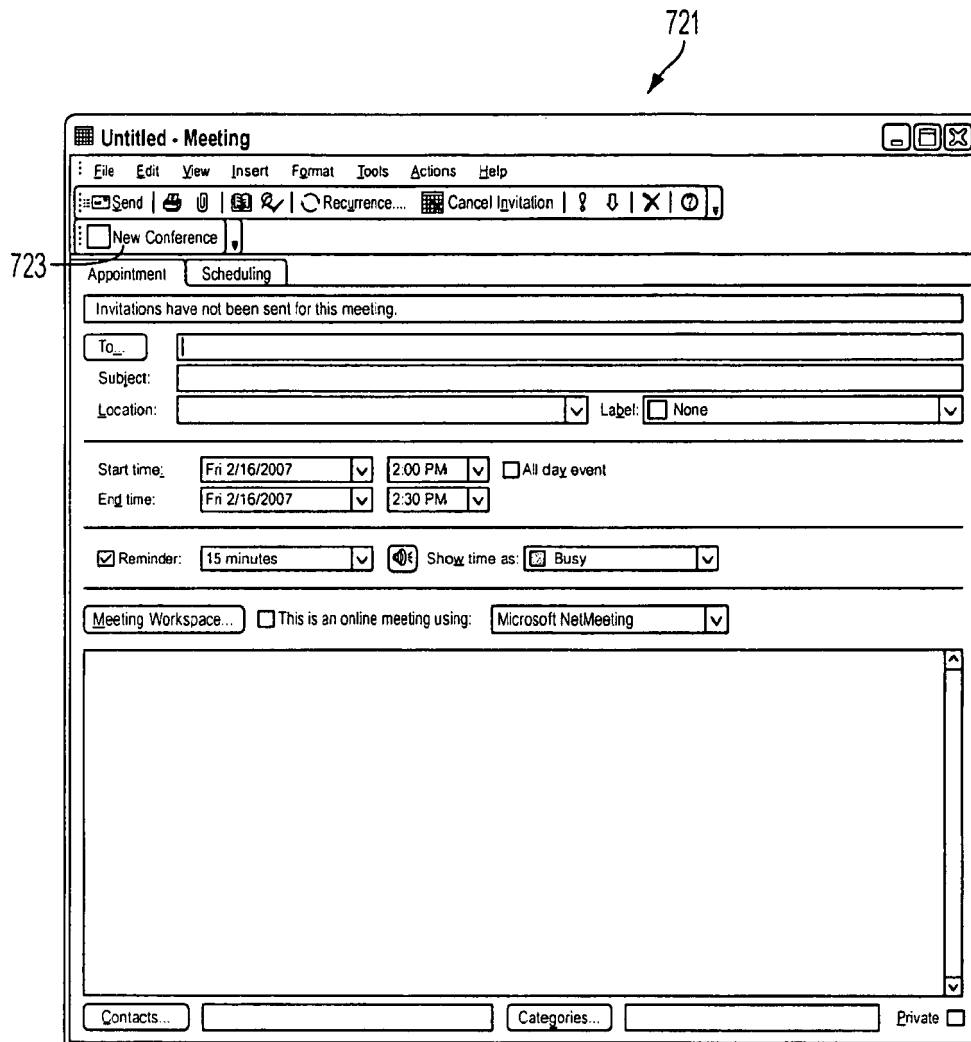 721
Untitled - Meeting
File Edit View Insert Format Tools Actions Help
Send Recurrence.... Cancel Invitation
New Conference
723
Appointment Scheduling
Invitations have not been sent for this meeting.
To...
Subject:
Location: Label: None
Start time: Fri 2/16/2007 2:00 PM All day event
End time: Fri 2/16/2007 2:30 PM
Reminder: 15 minutes Show time as: Busy
Meeting Workspace... This is an online meeting using: Microsoft NetMeeting
Contacts... Categories... Private